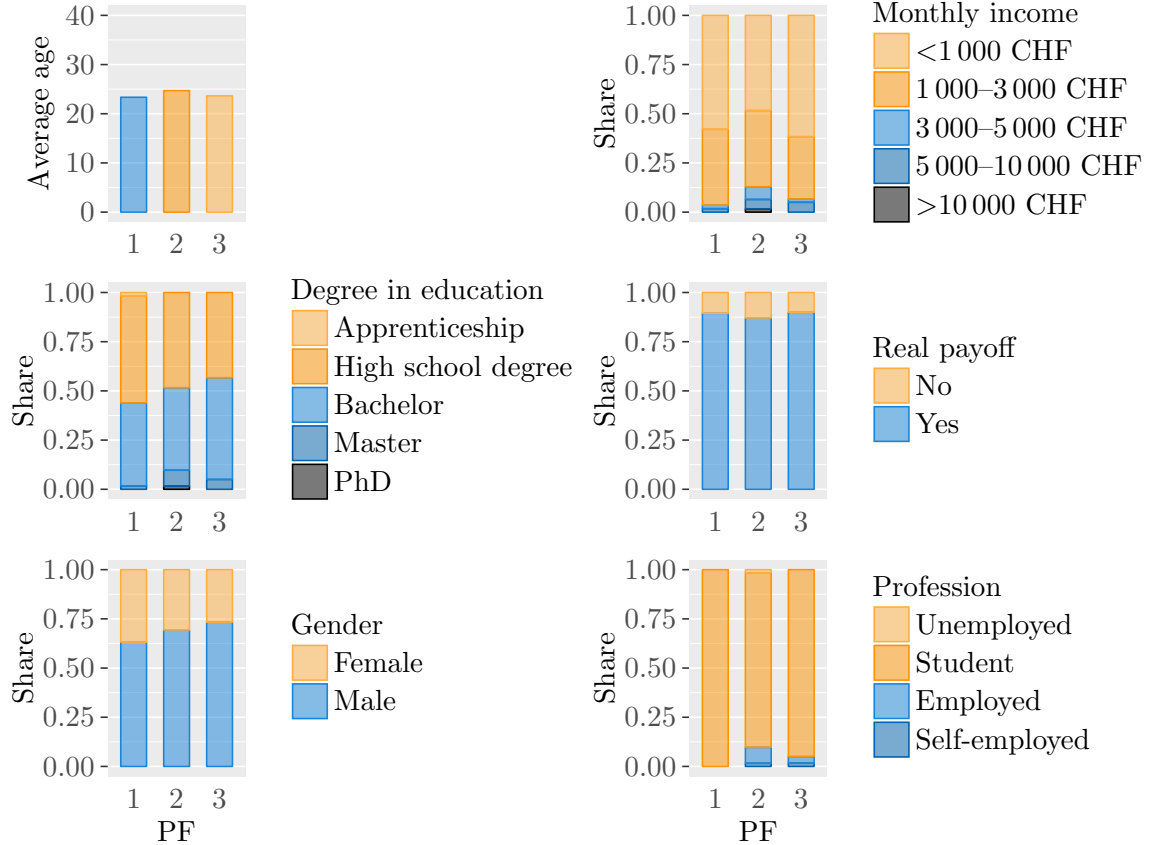 Average age
40
30
20
10
0
1 2 3
Share
1.00
0.75
0.50
0.25
0.00
1 2 3
Monthly income
<1 000 CHF
1 000–3 000 CHF
3 000–5 000 CHF
5 000–10 000 CHF
>10 000 CHF
Share
1.00
0.75
0.50
0.25
0.00
1 2 3
Degree in education
Apprenticeship
High school degree
Bachelor
Master
PhD
Share
1.00
0.75
0.50
0.25
0.00
1 2 3
Real payoff
No
Yes
Share
1.00
0.75
0.50
0.25
0.00
1 2 3
PF
Gender
Female
Male
Share
1.00
0.75
0.50
0.25
0.00
1 2 3
PF
Profession
Unemployed
Student
Employed
Self-employed